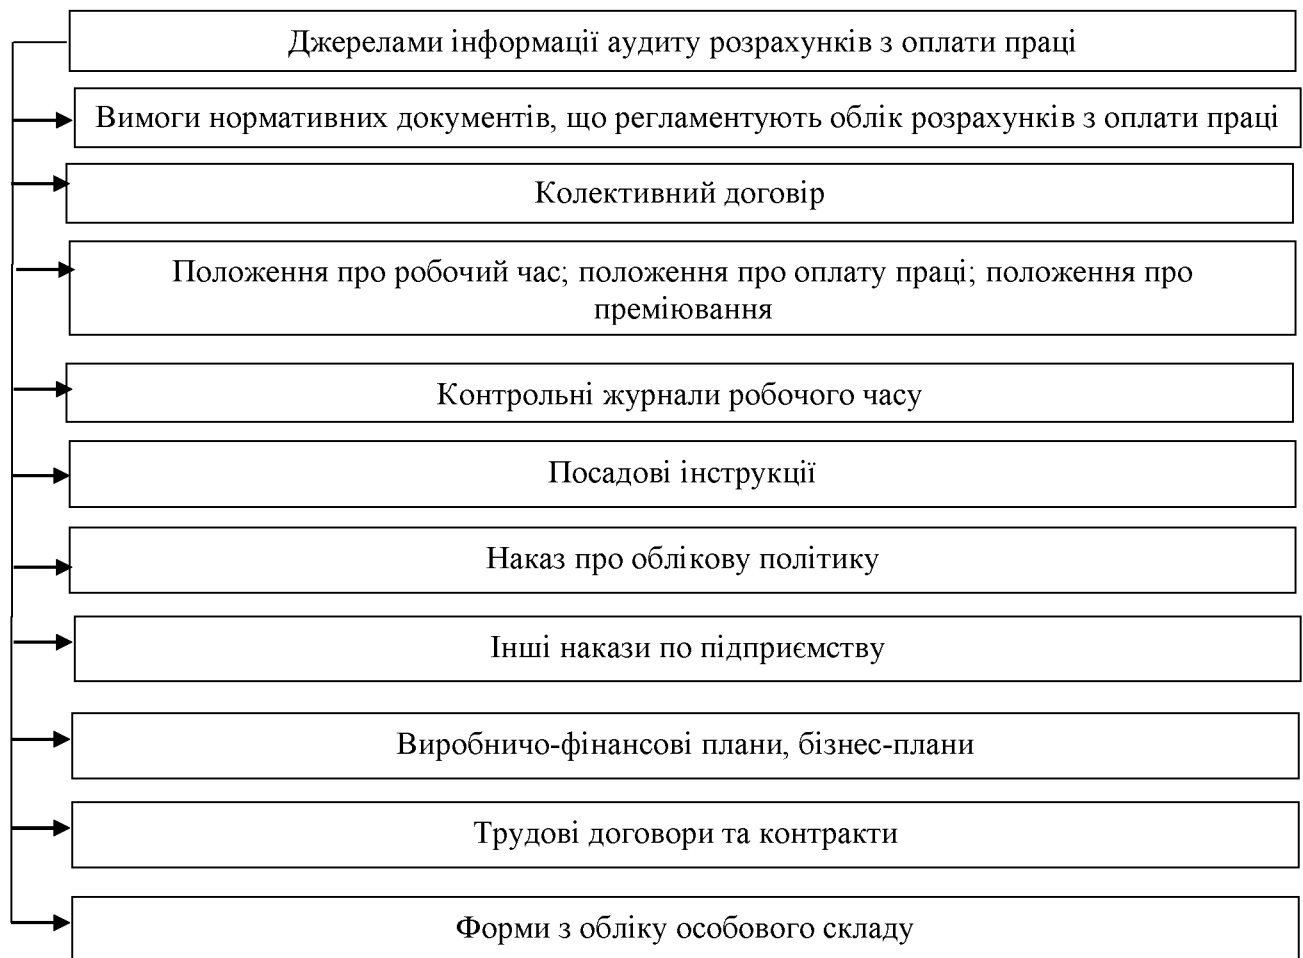 Джерелами інформації аудиту розрахунків з оплати праці
Вимоги нормативних документів, що регламентують облік розрахунків з оплати праці
Колективний договір
Положення про робочий час; положення про оплату праці; положення про
преміювання
Контрольні журнали робочого часу
Посадові інструкції
Наказ про облікову політику
Інші накази по підприємству
Виробничо-фінансові плани, бізнес-плани
Трудові договори та контракти
Форми з обліку особового складу